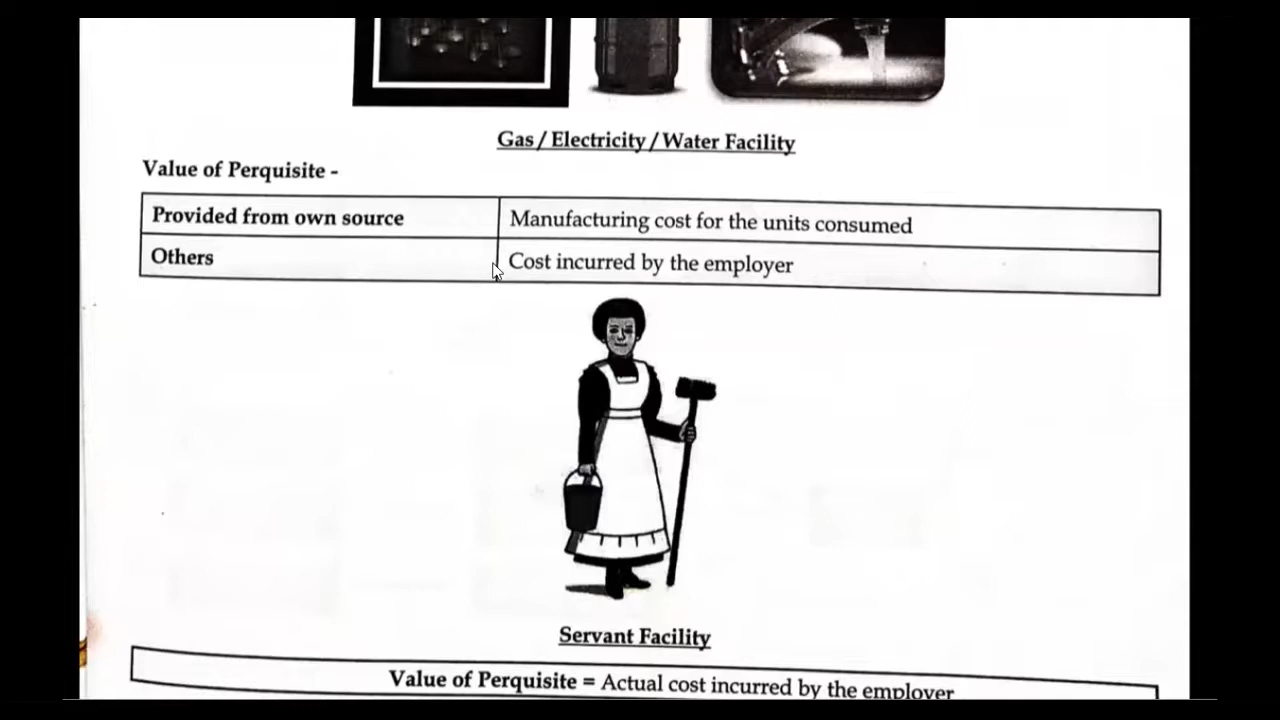 Gas / Electricity / Water Facility
Value of Perquisite -
Provided from own source Manufacturing cost for the units consumed
Others Cost incurred by the employer
Servant Facility
Value of Perquisite = Actual cost incurred by the employer